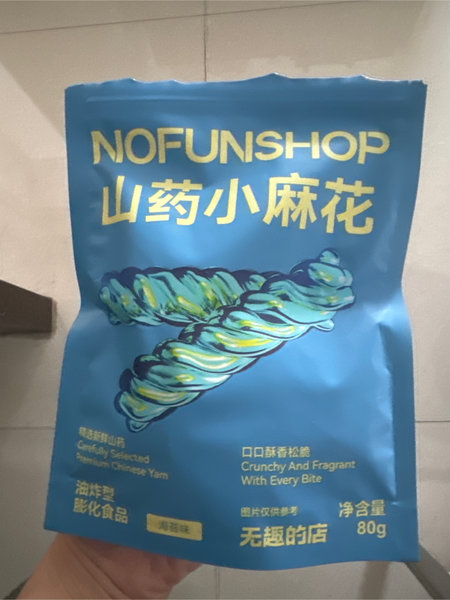 NOFUNSHOP
山药小麻花
精选新鲜山药
Carefully Selected
Premium Chinese Yam
口口酥香松脆
Crunchy And Fragrant
With Every Bite
油炸型
膨化食品
海苔味
图片仅供参考
无趣的店
净含量
80g